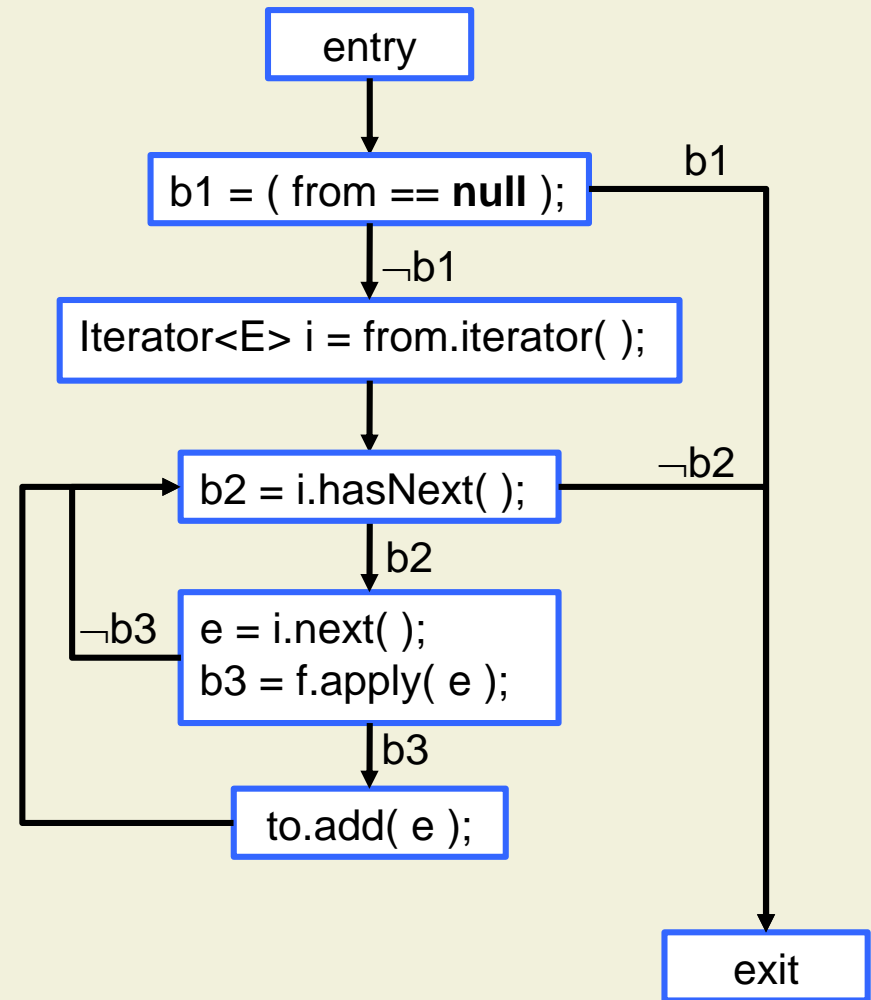 entry
b1
b1 = ( from == null );
¬b1
Iterator<E> i = from.iterator( );
¬b2
b2 = i.hasNext( );
b2
¬b3
e = i.next( );
b3 = f.apply( e );
b3
to.add( e );
exit